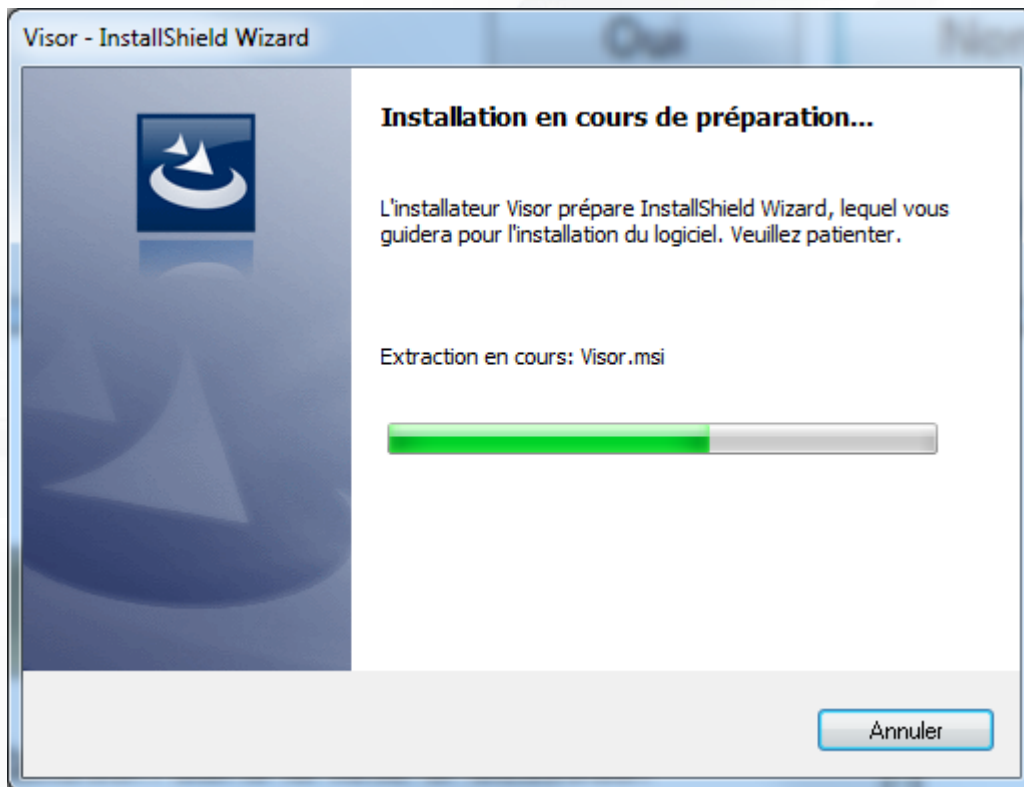 Visor - InstallShield Wizard
Oui
Installation en cours de préparation...
L'installateur Visor prépare InstallShield Wizard, lequel vous
guidera pour l'installation du logiciel. Veuillez patienter.
Extraction en cours: Visor.msi
Annuler